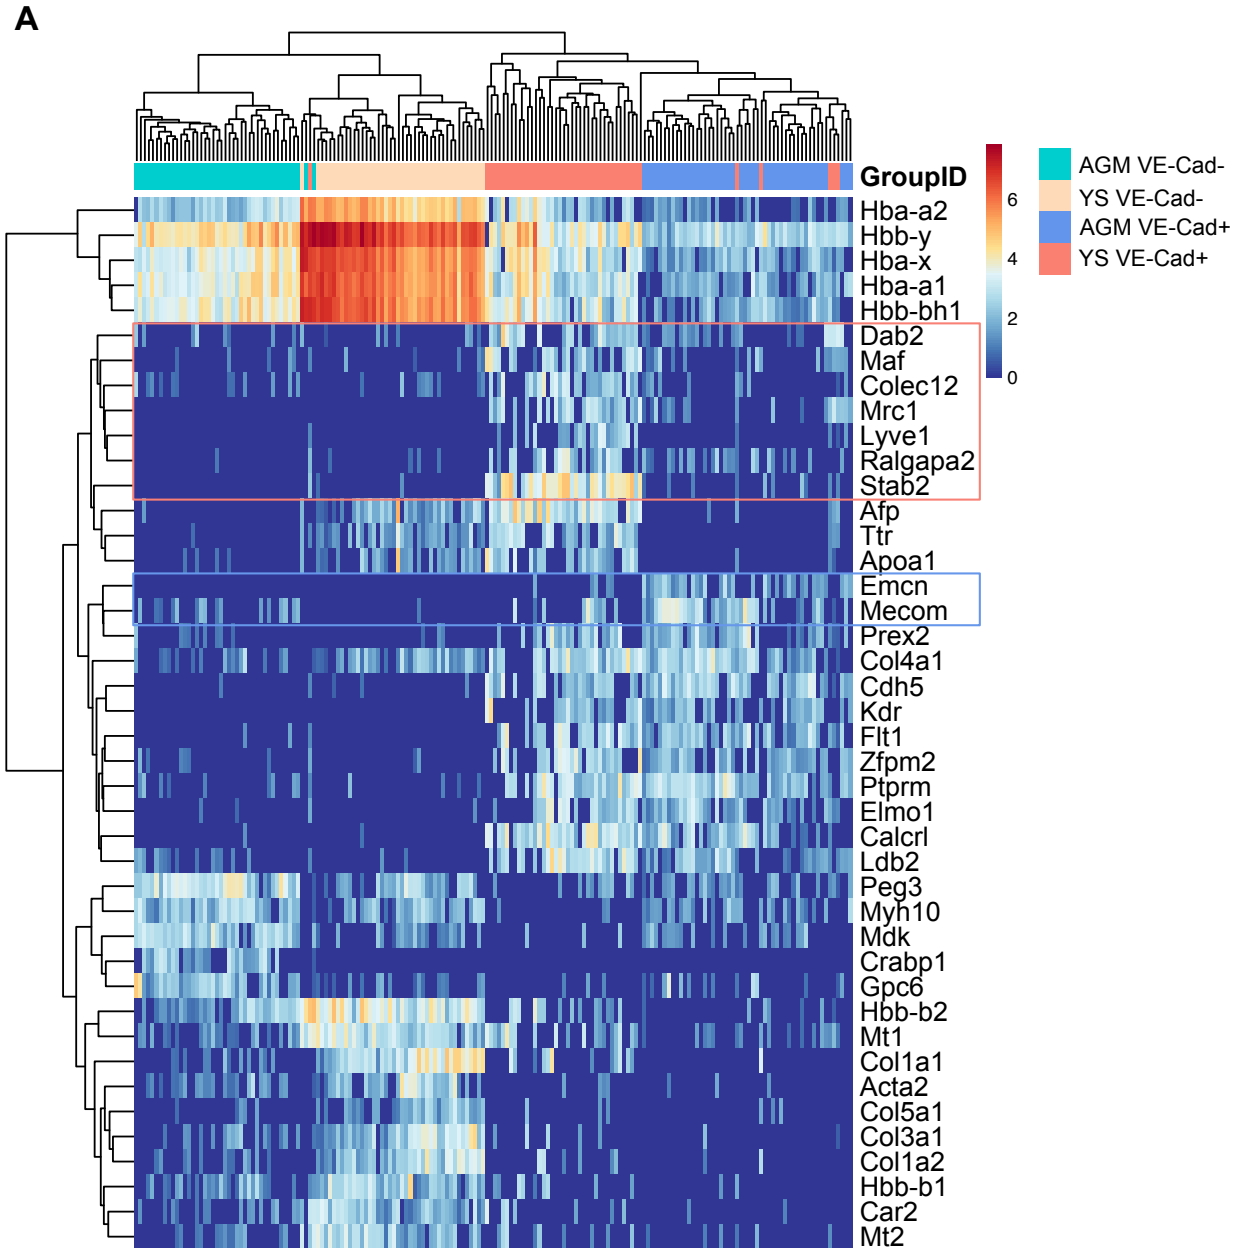 A
GroupID
AGM VE-Cad-
YS VE-Cad-
AGM VE-Cad+
YS VE-Cad+
6
4
2
0
Hba-a2
Hbb-y
Hba-x
Hba-a1
Hbb-bh1
Dab2
Maf
Colec12
Mrc1
Lyve1
Ralgapa2
Stab2
Afp
Ttr
Apoa1
Emcn
Mecom
Prex2
Col4a1
Cdh5
Kdr
Flt1
Zfpm2
Ptprm
Elmo1
Calcrl
Ldb2
Peg3
Myh10
Mdk
Crabp1
Gpc6
Hbb-b2
Mt1
Col1a1
Acta2
Col5a1
Col3a1
Col1a2
Hbb-b1
Car2
Mt2